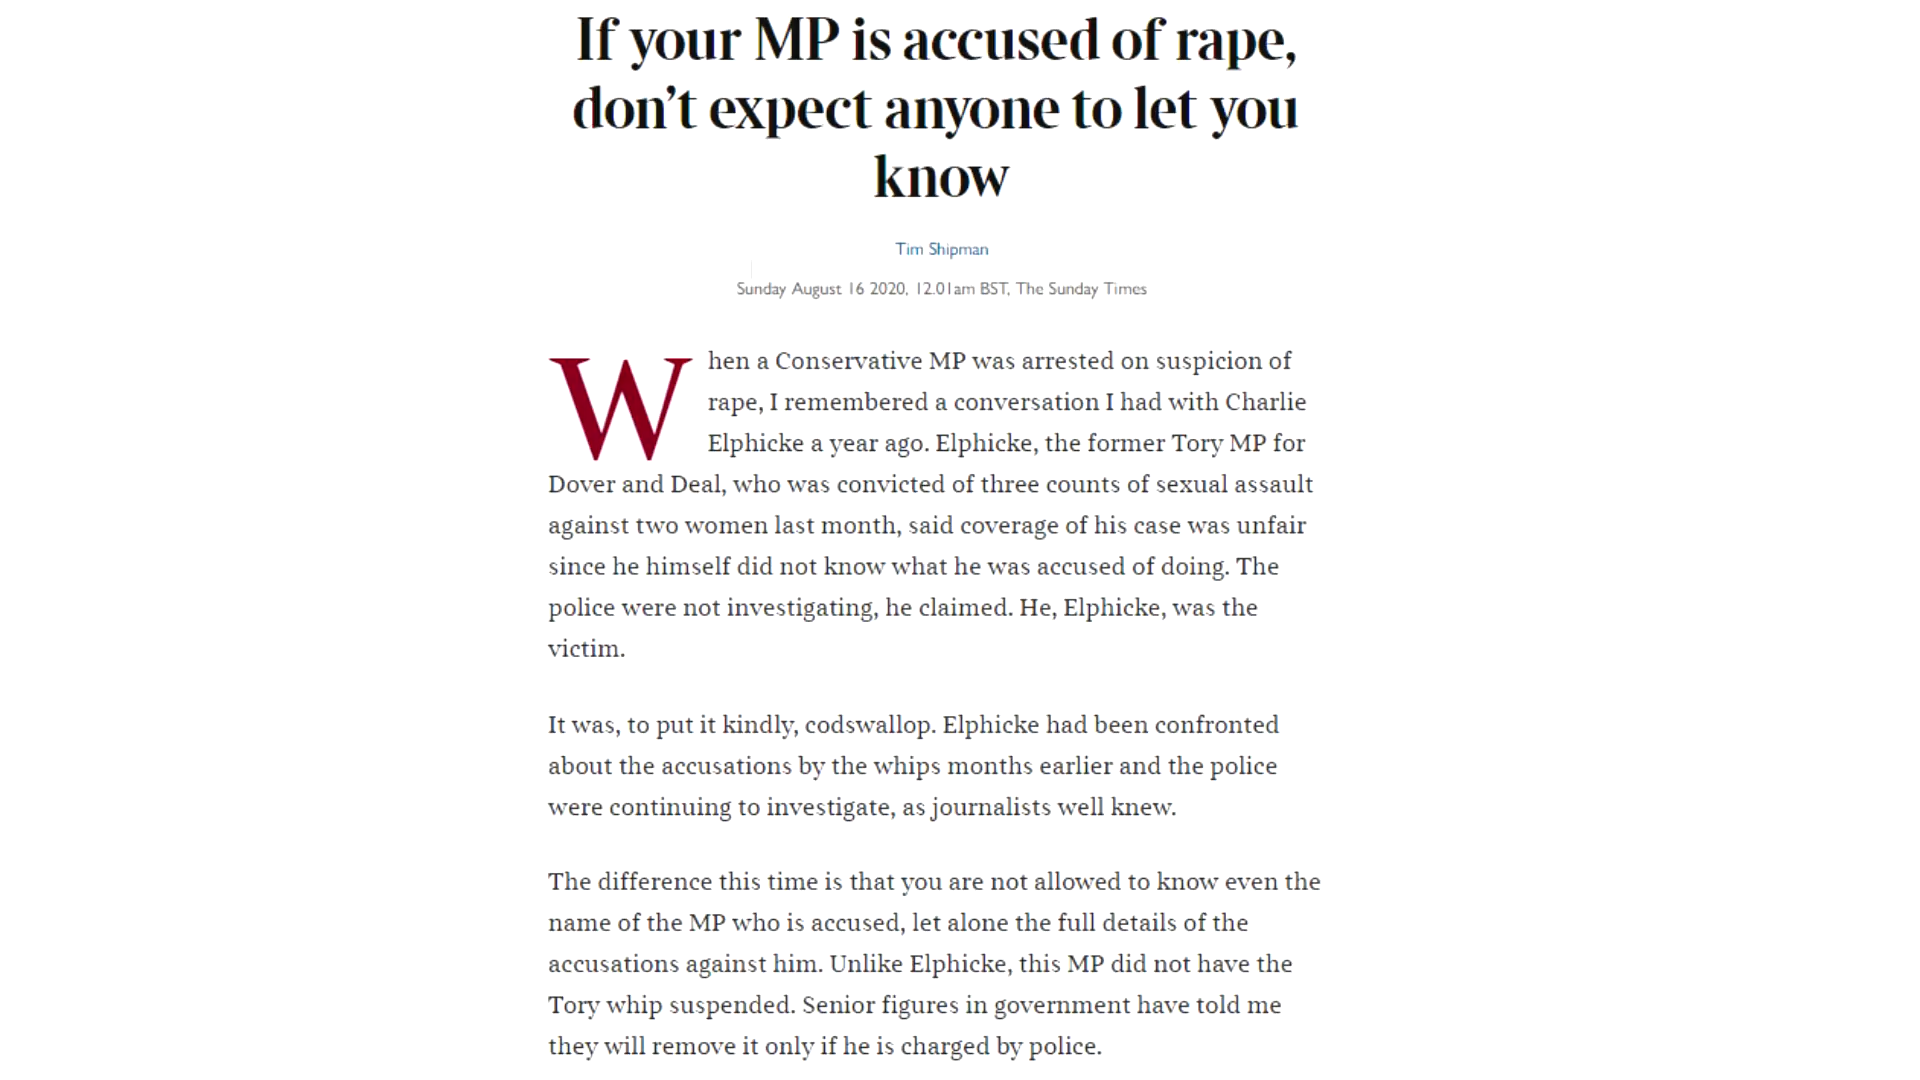 If your MP is accused of rape,
don’t expect anyone to let you
know
Tim Shipman
Sunday August 16 2020, 12.01am BST, The Sunday Times
When a Conservative MP was arrested on suspicion of
rape, I remembered a conversation I had with Charlie
Elphicke a year ago. Elphicke, the former Tory MP for
Dover and Deal, who was convicted of three counts of sexual assault
against two women last month, said coverage of his case was unfair
since he himself did not know what he was accused of doing. The
police were not investigating, he claimed. He, Elphicke, was the
victim.
It was, to put it kindly, codswallop. Elphicke had been confronted
about the accusations by the whips months earlier and the police
were continuing to investigate, as journalists well knew.
The difference this time is that you are not allowed to know even the
name of the MP who is accused, let alone the full details of the
accusations against him. Unlike Elphicke, this MP did not have the
Tory whip suspended. Senior figures in government have told me
they will remove it only if he is charged by police.